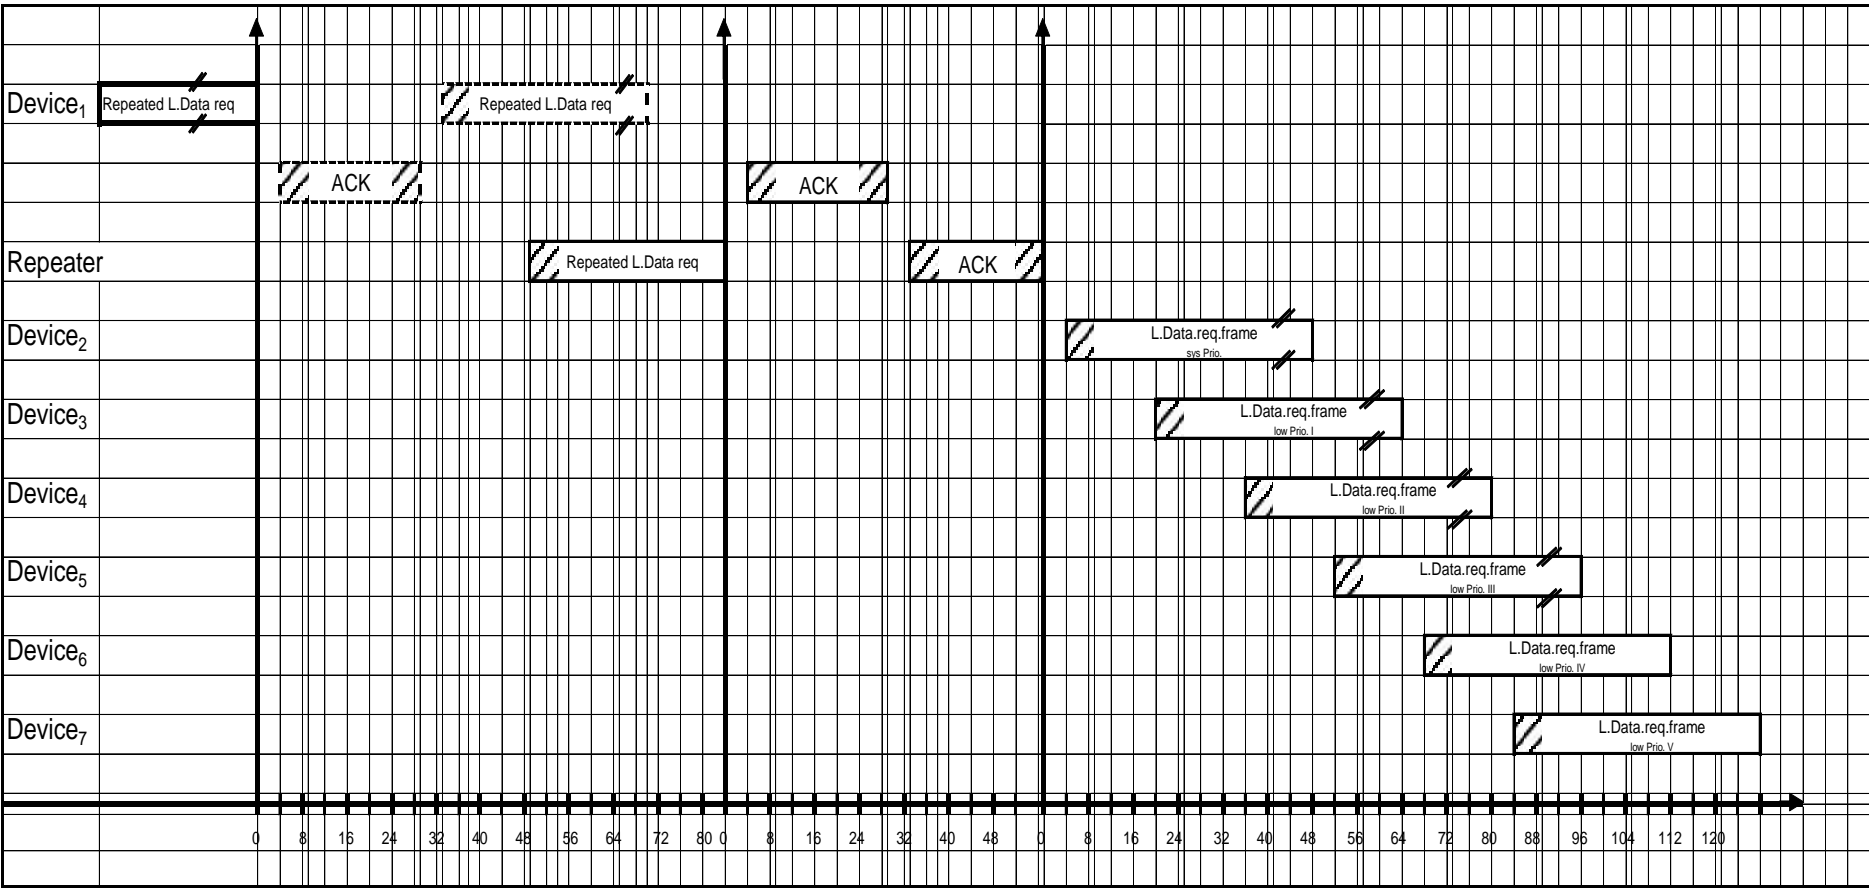 Device1 Repeated L.Data req Repeated L.Data req
ACK ACK
Repeater Repeated L.Data req ACK
Device2 L.Data.req.frame
sys Prio.
Device3 L.Data.req.frame
low Prio. I
Device4 L.Data.req.frame
low Prio. II
Device5 L.Data.req.frame
low Prio. III
Device6 L.Data.req.frame
low Prio. IV
Device7 L.Data.req.frame
low Prio. V
0 8 16 24 32 40 48 56 64 72 80 0 8 16 24 32 40 48 0 8 16 24 32 40 48 56 64 72 80 88 96 104 112 120